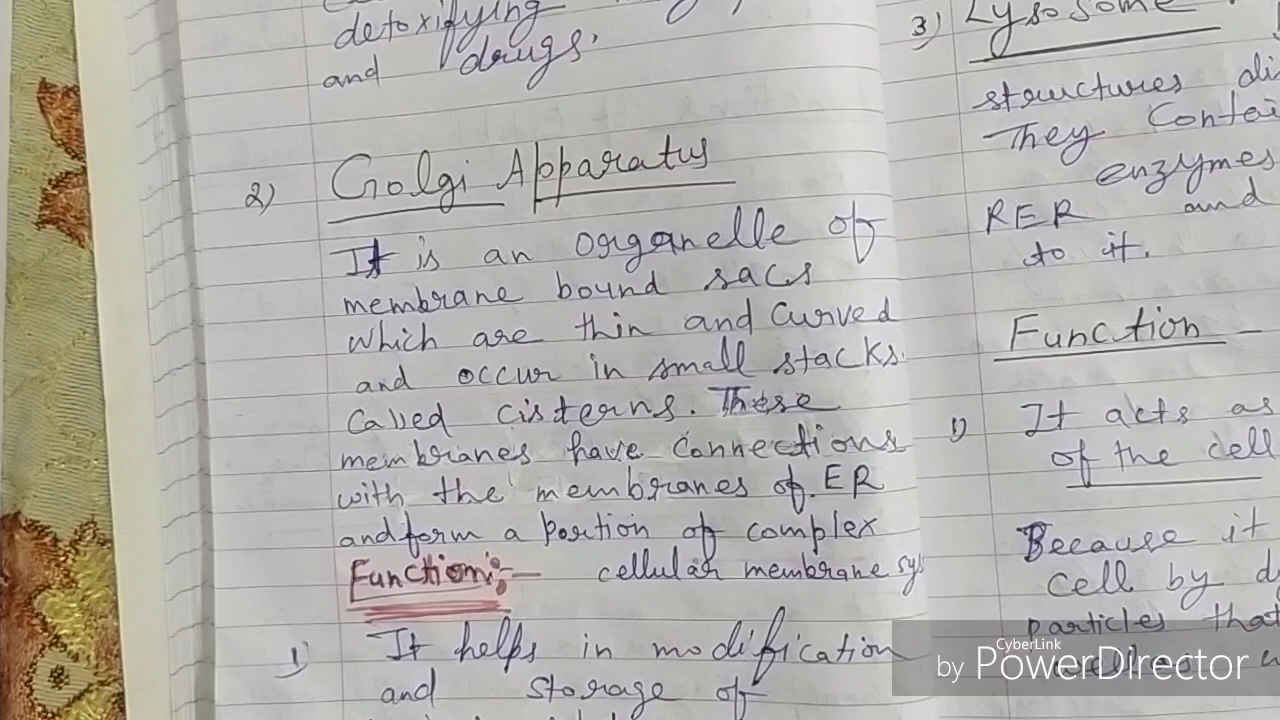 detoxifying
and drugs.
2) Golgi Apparatus
It is an organelle of
membrane bound sacs
which are thin and curved
and occur in small stacks.
Called cisterns. These
membranes have connections
with the membranes of ER
and form a portion of complex
Function:- cellular membrane sys
1) It helps in modification
and storage of
3) Lysosome
structures di
They Contai
enzymes
RER and
to it.
Function -
1) It acts as
of the cell
Because it
cell by d
particles that
CyberLink
by PowerDirector